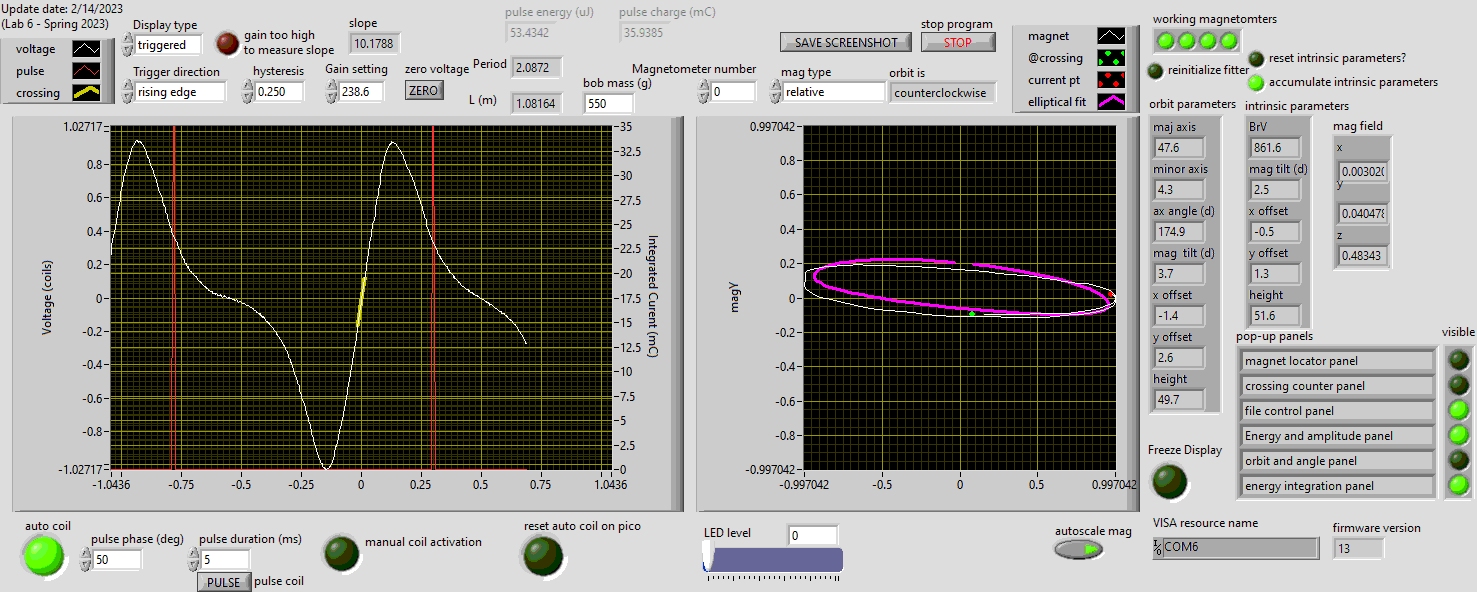 Update date: 2/14/2023
(Lab 6 - Spring 2023)
voltage
pulse
crossing
Display type
triggered
gain too high
to measure slope
slope
10.1788
Trigger direction
rising edge
hysteresis
0.250
Gain setting
238.6
zero voltage
ZERO
pulse energy (uJ)
53.4342
pulse charge (mC)
35.9385
Period
2.0872
L (m)
1.08164
bob mass (g)
550
Magnetometer number
0
mag type
relative
orbit is
counterclockwise
SAVE SCREENSHOT
stop program
STOP
magnet
@crossing
current pt
elliptical fit
working magnetomters
reinitialize fitter
reset intrinsic parameters?
accumulate intrinsic parameters
orbit parameters
maj axis
47.6
minor axis
4.3
ax angle (d)
174.9
mag tilt (d)
3.7
x offset
-1.4
y offset
2.6
height
49.7
intrinsic parameters
BrV
861.6
mag tilt (d)
2.5
x offset
-0.5
y offset
1.3
height
51.6
mag field
x
0.003020
y
0.040478
z
0.48343
Voltage (coils)
1.02717
0.8
0.6
0.4
0.2
0
-0.2
-0.4
-0.6
-0.8
-1.02717
-1.0436
-0.75
-0.5
-0.25
0
0.25
0.5
0.75
1.0436
35
33.5
30
27.5
25
22.5
20
17.5
15
12.5
10
7.5
5
2.5
0
Integrated Curent (mC)
magY
0.997042
0.8
0.6
0.4
0.2
0
-0.2
-0.4
-0.6
-0.8
-0.997042
-0.997042
-0.5
0
0.5
0.997042
pop-up panels
visible
magnet locator panel
crossing counter panel
file control panel
Energy and amplitude panel
orbit and angle panel
energy integration panel
Freeze Display
auto coil
pulse phase (deg)
50
pulse duration (ms)
5
PULSE
pulse coil
manual coil activation
reset auto coil on pico
LED level
0
autoscale mag
VISA resource name
COM6
firmware version
13